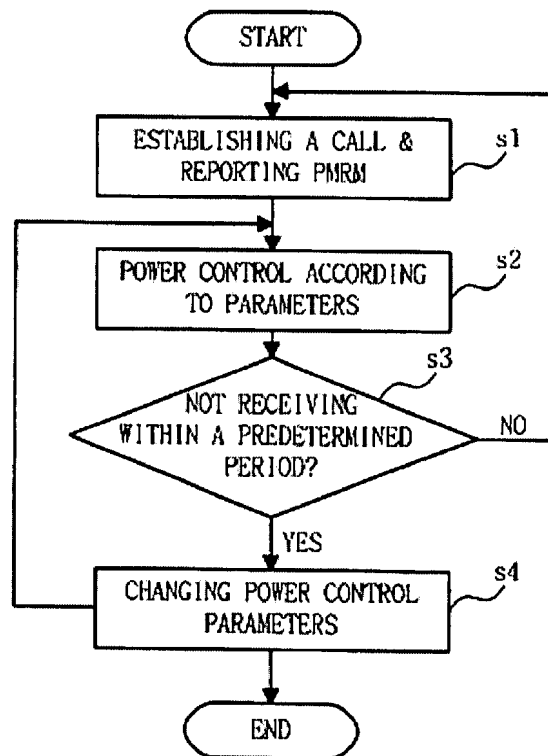 START
ESTABLISHING A CALL &
REPORTING PMRM
s1
POWER CONTROL ACCORDING
TO PARAMETERS
s2
s3
NOT RECEIVING
WITHIN A PREDETERMINED
PERIOD?
NO
YES
s4
CHANGING POWER CONTROL
PARAMETERS
END